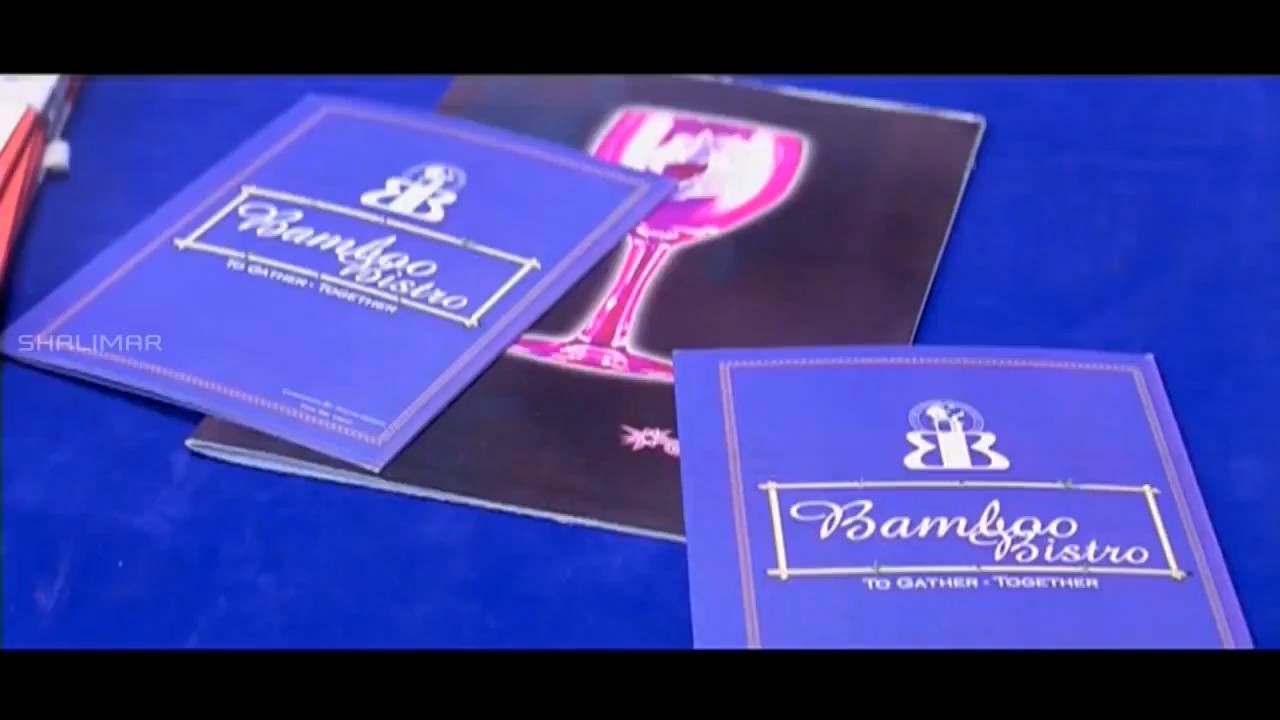 Bamboo
Bistro
TO GATHER - TOGETHER
SHALIMAR
Bamboo
Bistro
TO GATHER - TOGETHER